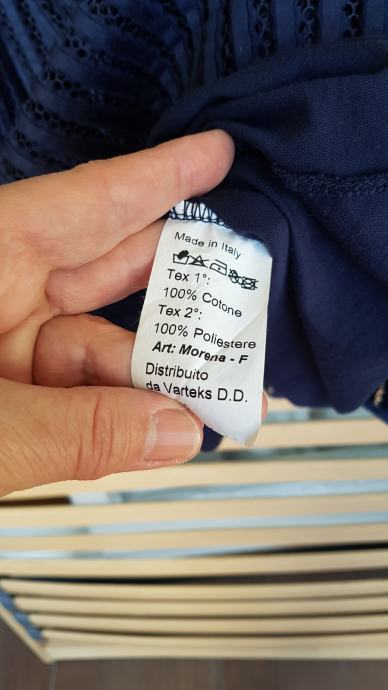 Made in Italy
Tex 1°:
100% Cotone
Tex 2°:
100% Poliestere
Art: Morena - F
Distribuito
da Varteks D.D.